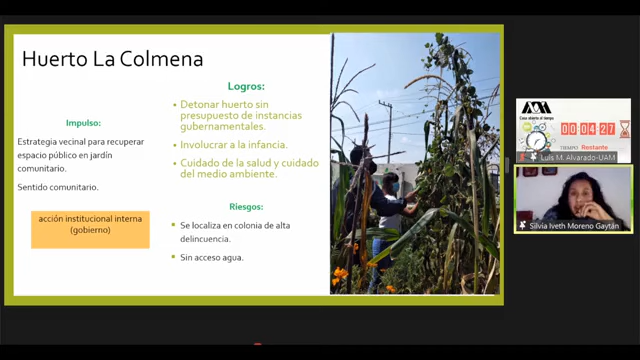 Huerto La Colmena
Impulso:
Estrategia vecinal para recuperar
espacio público en jardín
comunitario.
Sentido comunitario.
acción institucional interna
(gobierno)
Logros:
• Detonar huerto sin
presupuesto de instancias
gubernamentales.
• Involucrar a la infancia.
• Cuidado de la salud y cuidado
del medio ambiente.
Riesgos:
• Se localiza en colonia de alta
delincuencia.
• Sin acceso agua.
Casa abierta al tiempo
0:04:27
TIEMPO Restante
Luis M. Alvarado-UAM
Silvia Iveth Moreno Gaytán